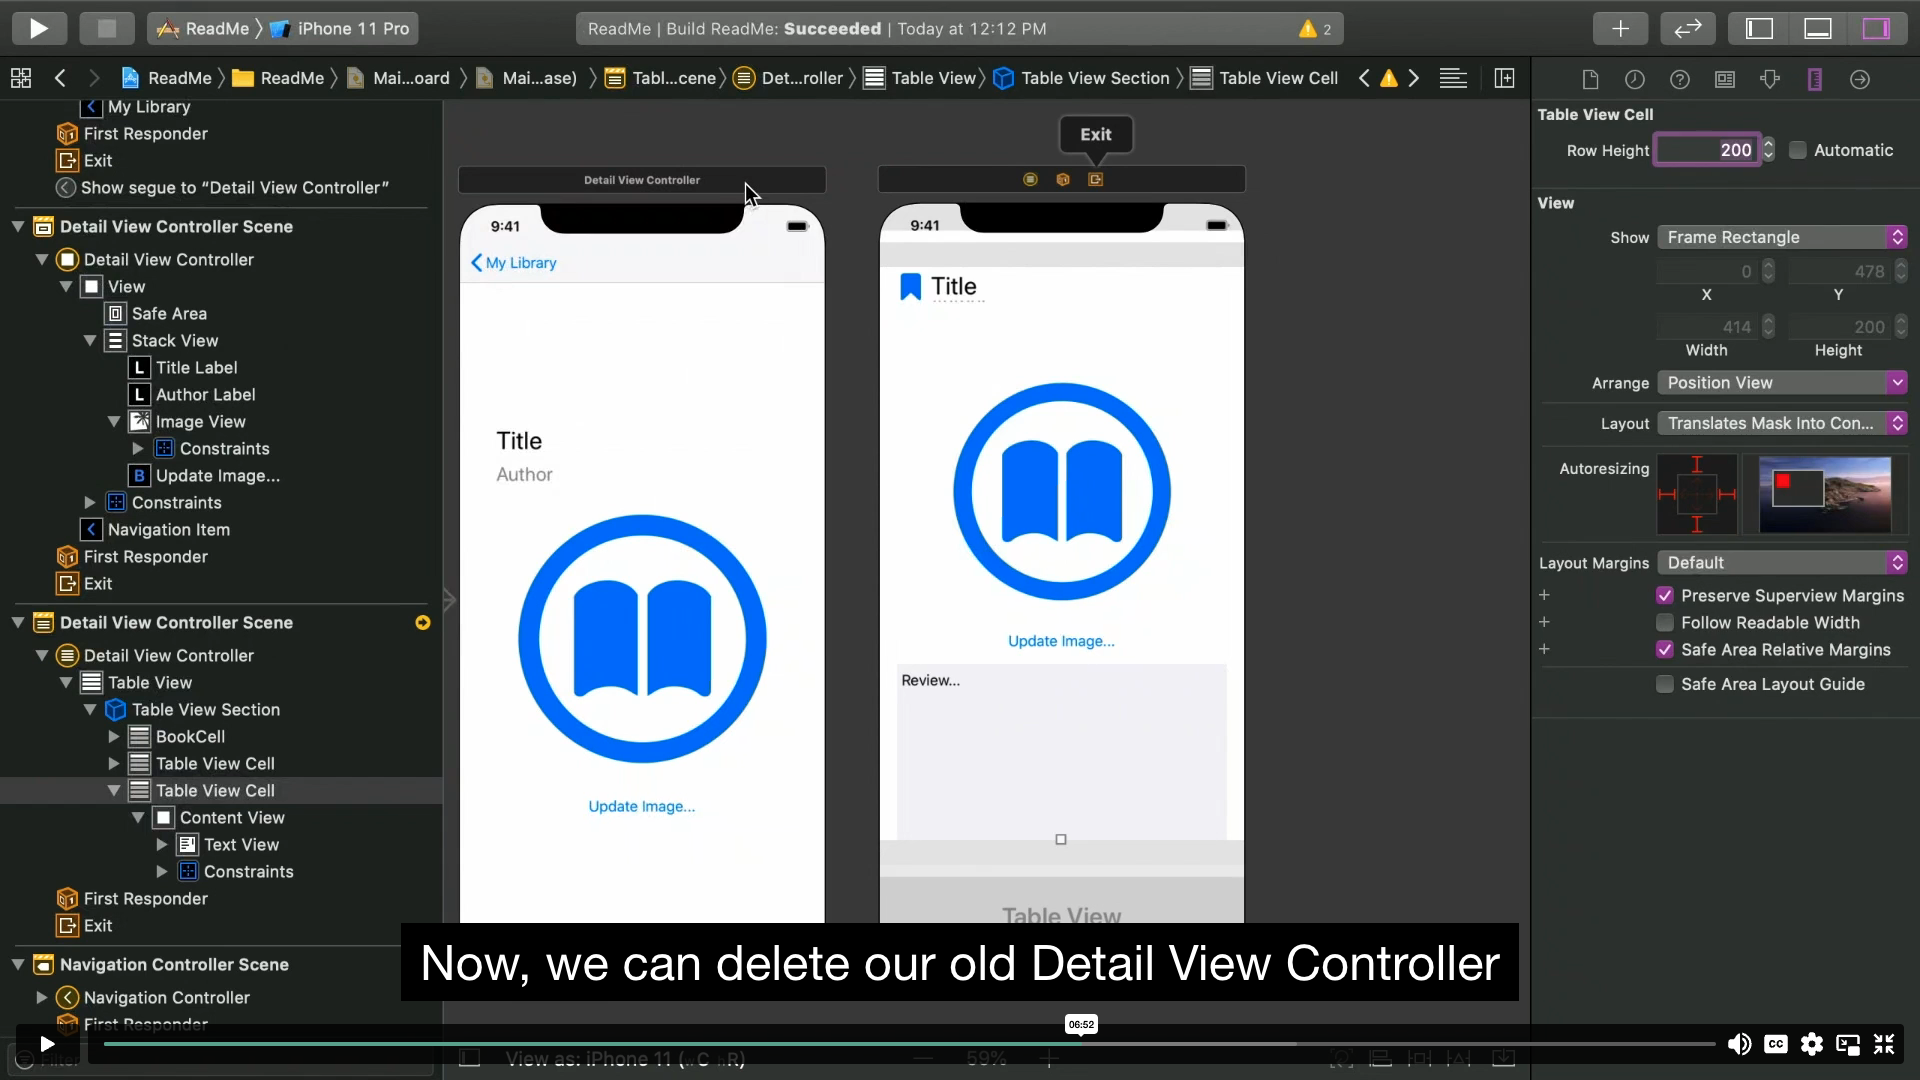 ReadMe
iPhone 11 Pro
ReadMe | Build ReadMe: Succeeded | Today at 12:12 PM
2
ReadMe
ReadMe
Mai...oard
Mai...ase)
Tabl...cene
Det...roller
Table View
Table View Section
Table View Cell
My Library
First Responder
Exit
Show segue to “Detail View Controller”
Detail View Controller Scene
Detail View Controller
View
Safe Area
Stack View
L Title Label
L Author Label
Image View
Constraints
B Update Image...
Constraints
Navigation Item
First Responder
Exit
Detail View Controller Scene
Detail View Controller
Table View
Table View Section
BookCell
Table View Cell
Table View Cell
Content View
Text View
Constraints
First Responder
Exit
Navigation Controller Scene
Navigation Controller
First Responder
Filter
Detail View Controller
9:41
My Library
Title
Author
Update Image...
Exit
9:41
Title
Update Image...
Review...
Table View
Table View Cell
Row Height 200 Automatic
View
Show Frame Rectangle
0 478
X Y
414 200
Width Height
Arrange Position View
Layout Translates Mask Into Con...
Autoresizing
Layout Margins Default
Preserve Superview Margins
Follow Readable Width
Safe Area Relative Margins
Safe Area Layout Guide
Now, we can delete our old Detail View Controller
06:52
CC
View as: iPhone 11 (wC hR)
59%